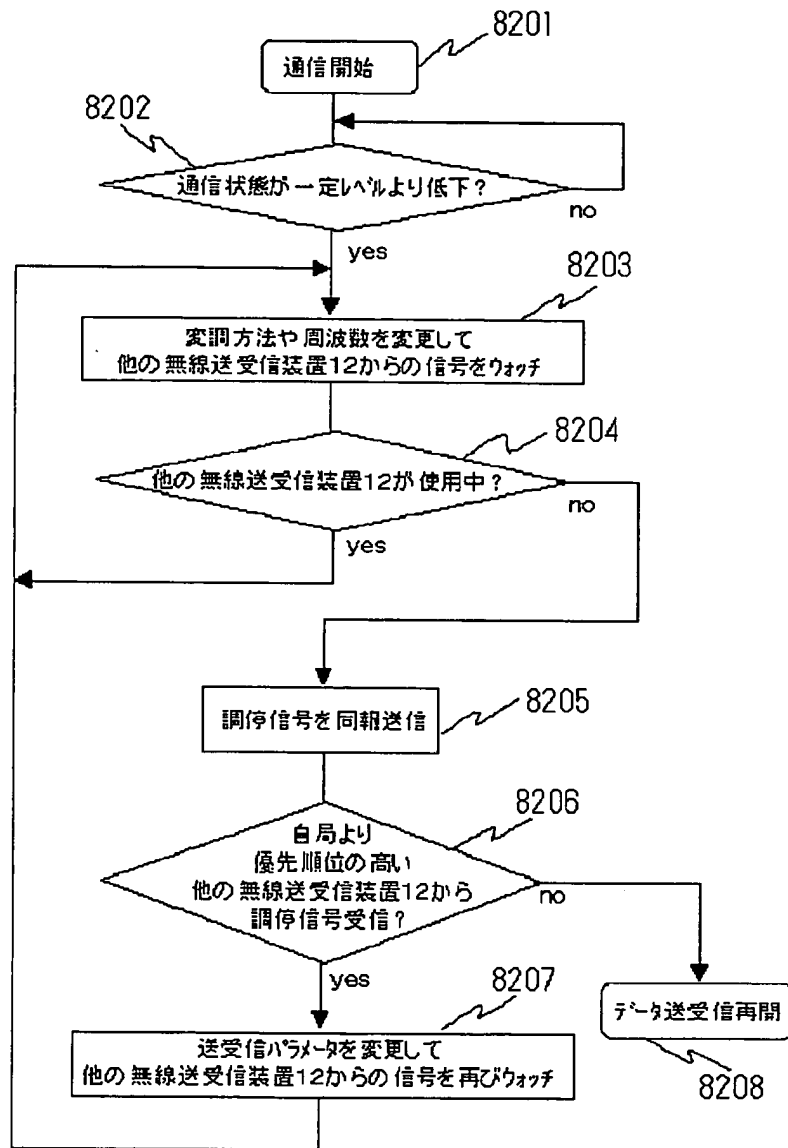 8201
通信開始
8202
通信状態が一定レベルより低下？
no
yes
8203
変調方法や周波数を変更して
他の無線送受信装置12からの信号をウォッチ
8204
他の無線送受信装置12が使用中？
no
yes
調停信号を同報送信
8205
8206
自局より
優先順位の高い
他の無線送受信装置12から
調停信号受信？
no
yes
8207
送受信パラメータを変更して
他の無線送受信装置12からの信号を再びウォッチ
データ送受信再開
8208